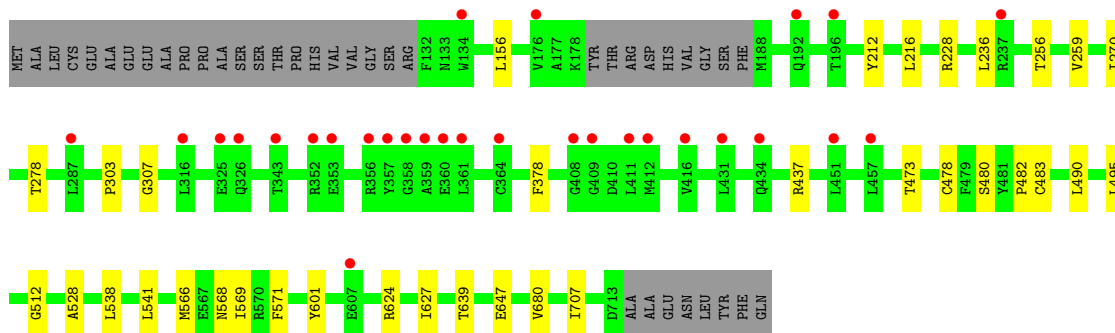 MET ALA LEU CYS GLU ALA GLU GLU ALA PRO PRO ALA SER SER THR PRO HIS VAL VAL GLY SER ARG F132 N133 W134 L156 V176 A177 K178 TYR THR ARG ASP HIS VAL GLY SER PHE M188 Q192 T196 Y212 L216 R228 L236 R237 T256 V259 I270
T278 L287 P303 G307 L316 E325 Q326 T343 R352 E353 R356 Y357 G358 A359 E360 L361 C364 F378 G408 Q409 D410 L411 M412 V416 L431 Q434 R437 L451 L457 T473 C478 F479 S480 Y481 P482 C483 L490 L495
G512 A528 L538 L541 M566 E567 N568 I569 R570 F571 Y601 E607 R624 I627 T639 E647 V680 I707 D713 ALA ALA GLU ASN LEU TYR PHE GLN